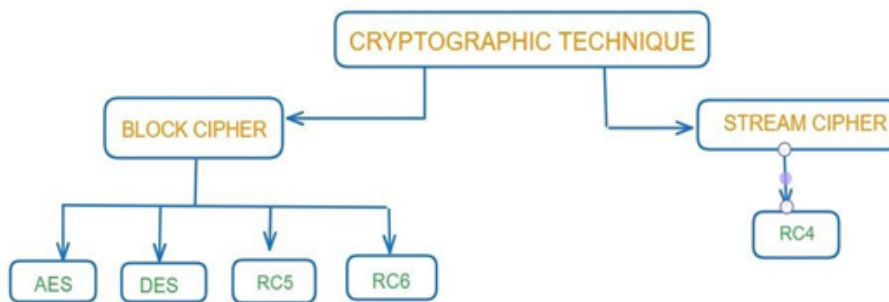 CRYPTOGRAPHIC TECHNIQUE
BLOCK CIPHER
STREAM CIPHER
AES
DES
RC5
RC6
RC4